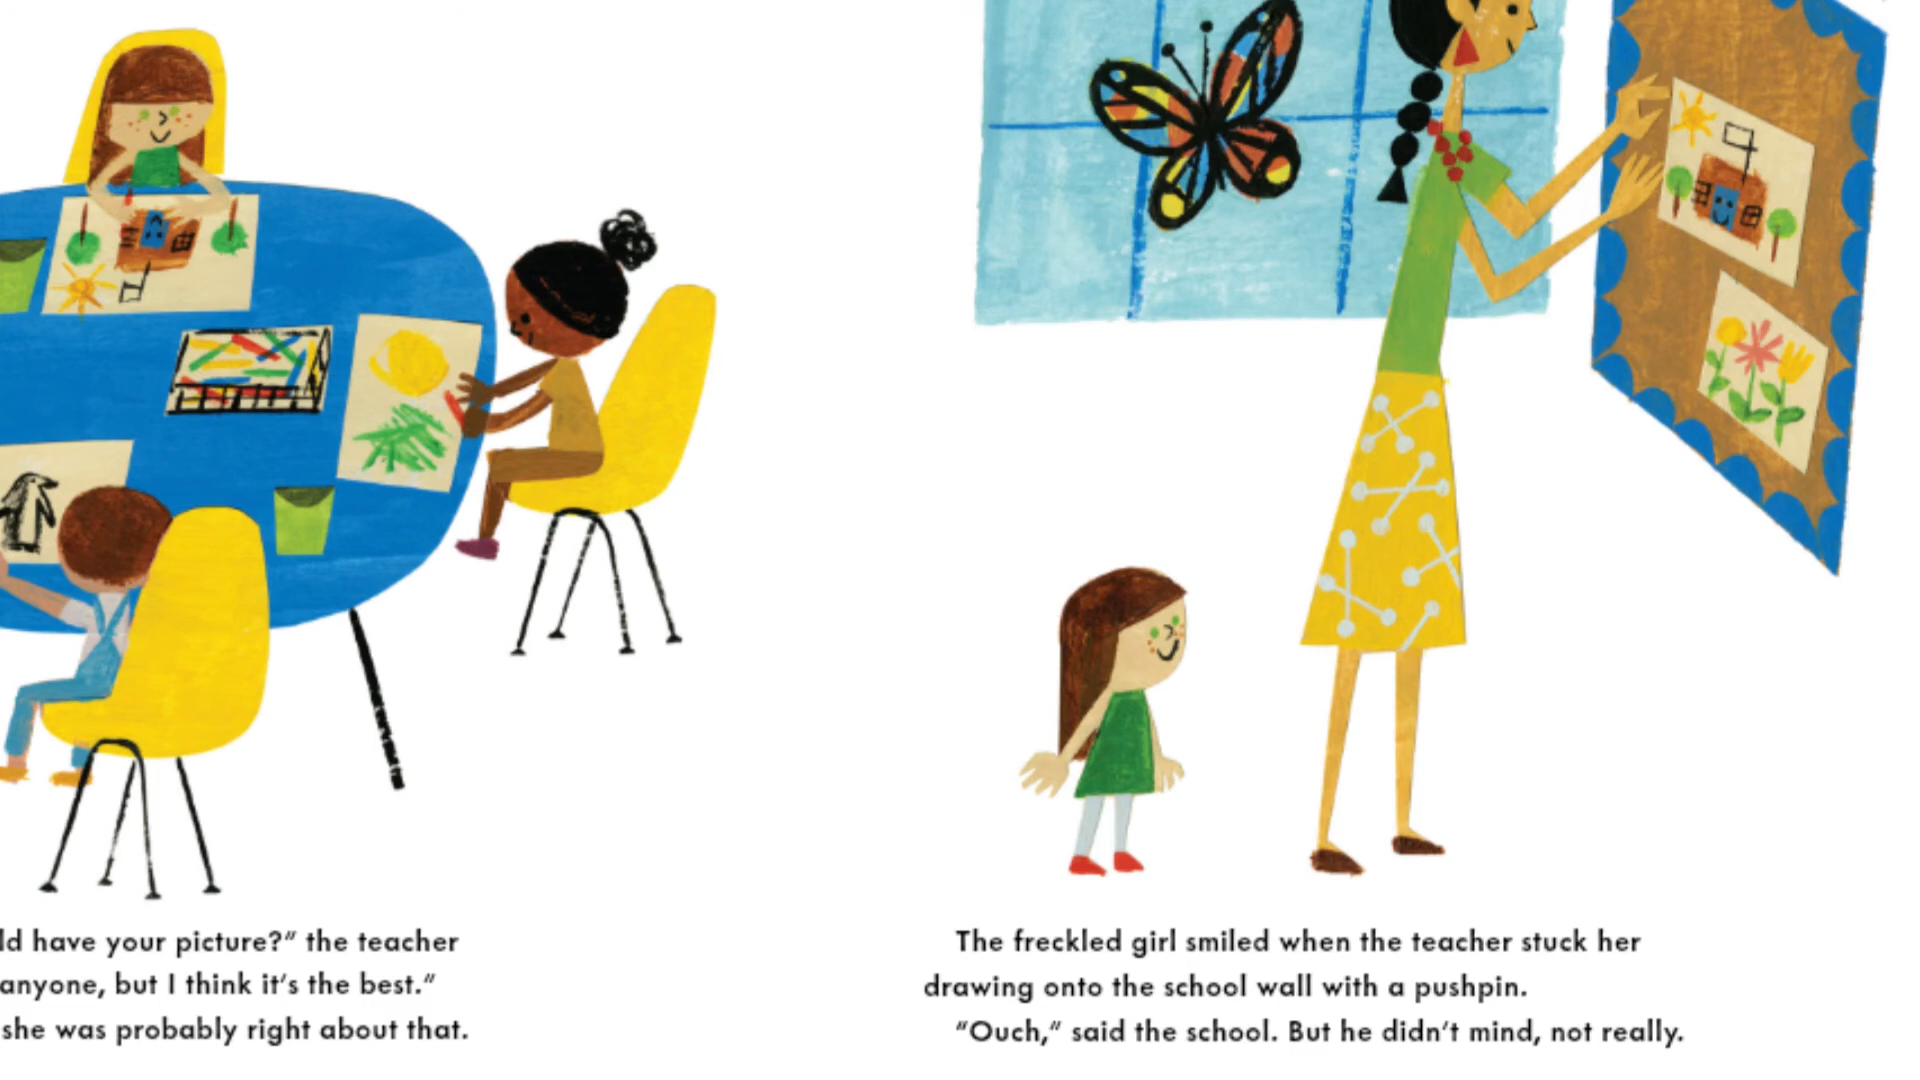 ld have your picture?” the teacher
anyone, but I think it’s the best.”
she was probably right about that.
The freckled girl smiled when the teacher stuck her
drawing onto the school wall with a pushpin.
“Ouch,” said the school. But he didn’t mind, not really.